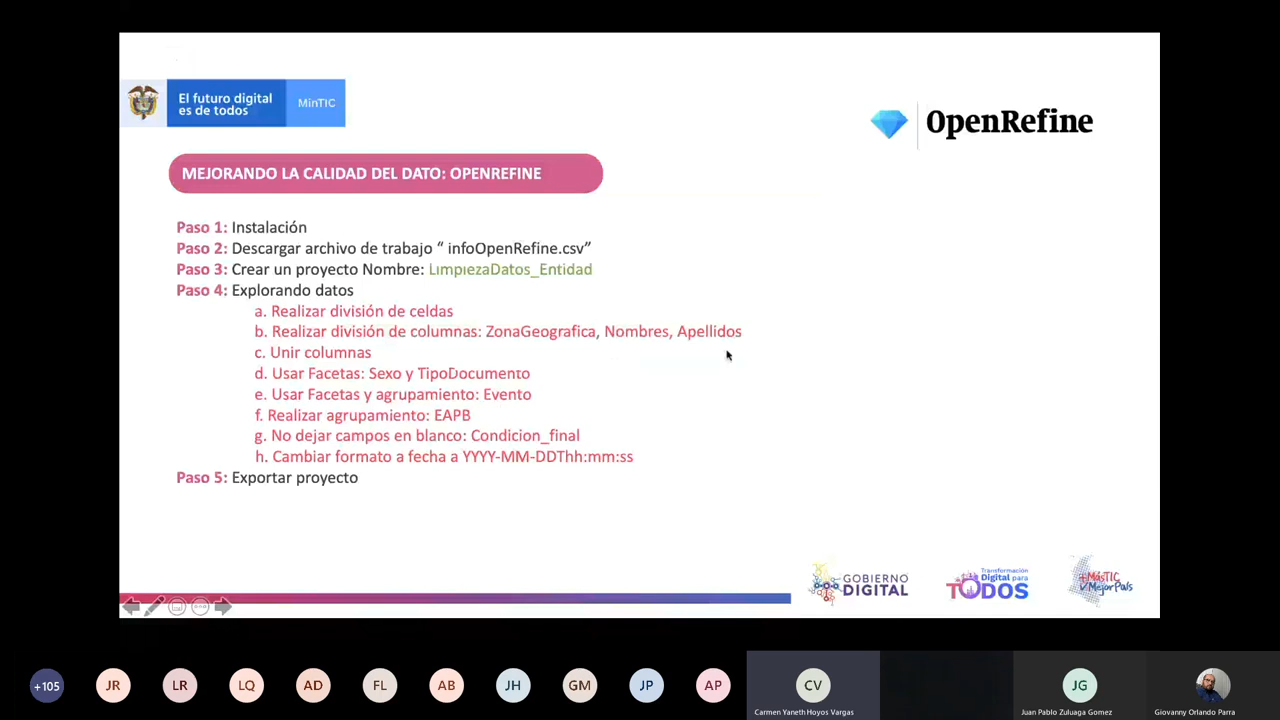 El futuro digital
es de todos
MinTIC
OpenRefine
MEJORANDO LA CALIDAD DEL DATO: OPENREFINE
Paso 1: Instalación
Paso 2: Descargar archivo de trabajo “ infoOpenRefine.csv”
Paso 3: Crear un proyecto Nombre: LimpiezaDatos_Entidad
Paso 4: Explorando datos
a. Realizar división de celdas
b. Realizar división de columnas: ZonaGeografica, Nombres, Apellidos
c. Unir columnas
d. Usar Facetas: Sexo y TipoDocumento
e. Usar Facetas y agrupamiento: Evento
f. Realizar agrupamiento: EAPB
g. No dejar campos en blanco: Condicion_final
h. Cambiar formato a fecha a YYYY-MM-DDThh:mm:ss
Paso 5: Exportar proyecto
GOBIERNO
DIGITAL
Transformación
Digital para
TODOS
+MásTIC
✓MejorPaís
+105
JR
LR
LQ
AD
FL
AB
JH
GM
JP
AP
CV
JG
Carmen Yaneth Hoyos Vargas
Juan Pablo Zuluaga Gomez
Giovanny Orlando Parra